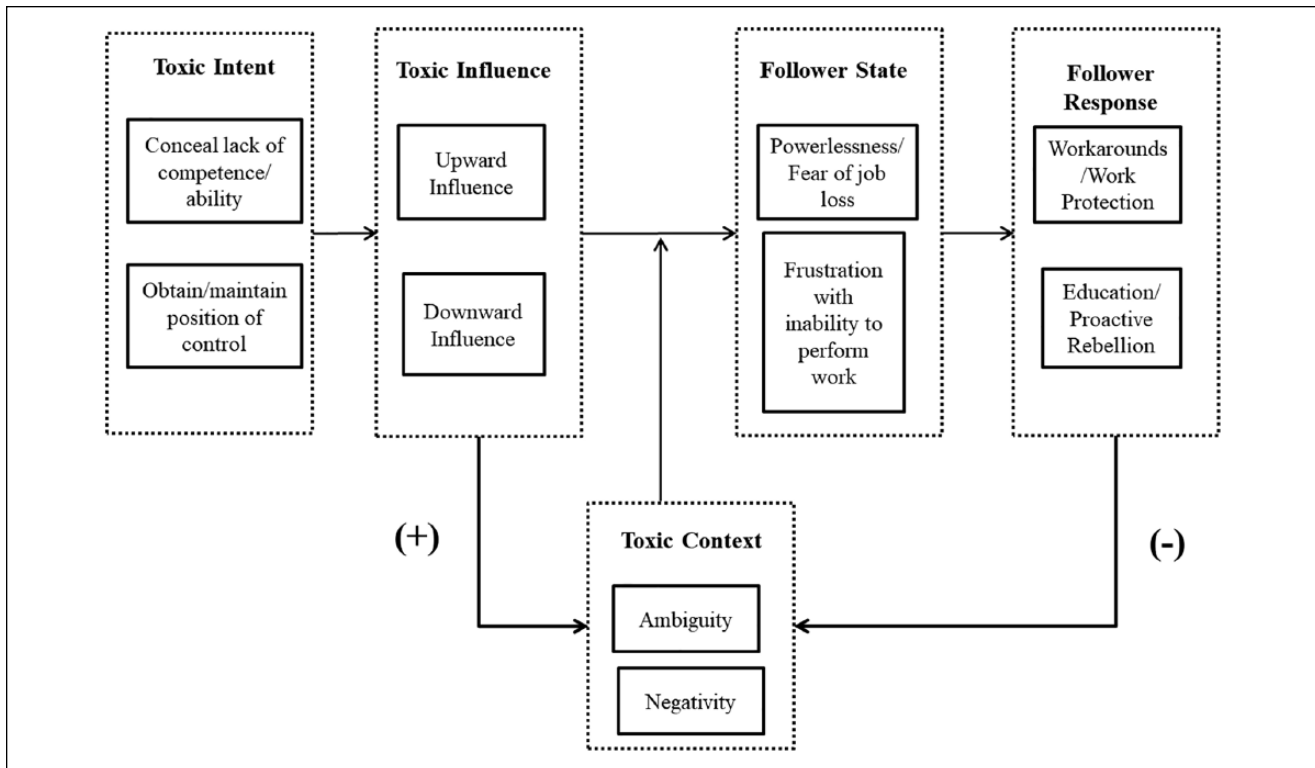 Toxic Intent
Conceal lack of
competence/
ability
Obtain/maintain
position of
control
Toxic Influence
Upward
Influence
Downward
Influence
Follower State
Powerlessness/
Fear of job
loss
Frustration
with
inability to
perform
work
Follower
Response
Workarounds
/Work
Protection
Education/
Proactive
Rebellion
(+)
Toxic Context
Ambiguity
Negativity
(-)